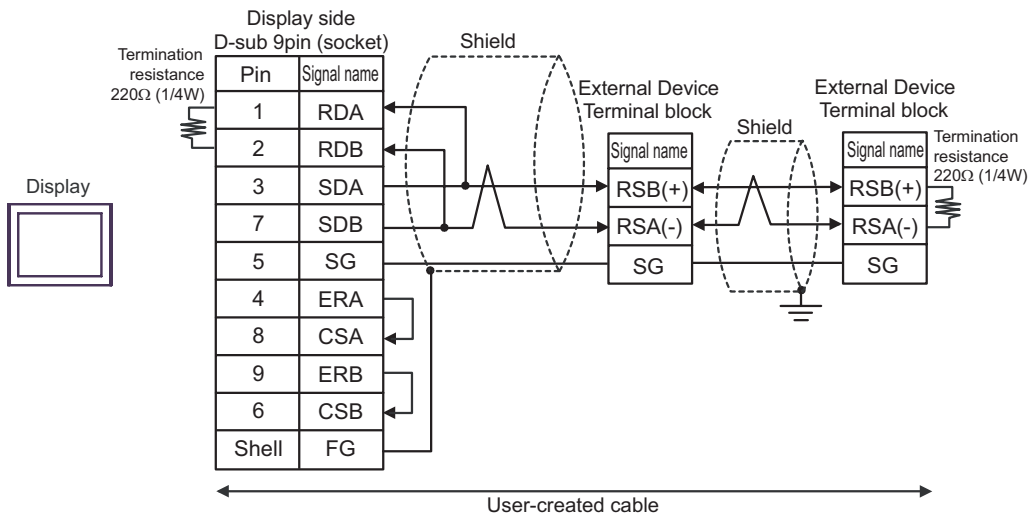 Display side
D-sub 9pin (socket)
Termination
resistance
220Ω (1/4W)
Shield
External Device
Terminal block
External Device
Terminal block
Shield
Termination
resistance
220Ω (1/4W)
Display
Pin Signal name
1 RDA
2 RDB
3 SDA
7 SDB
5 SG
4 ERA
8 CSA
9 ERB
6 CSB
Shell FG
Signal name
RSB(+)
RSA(-)
SG
Signal name
RSB(+)
RSA(-)
SG
User-created cable